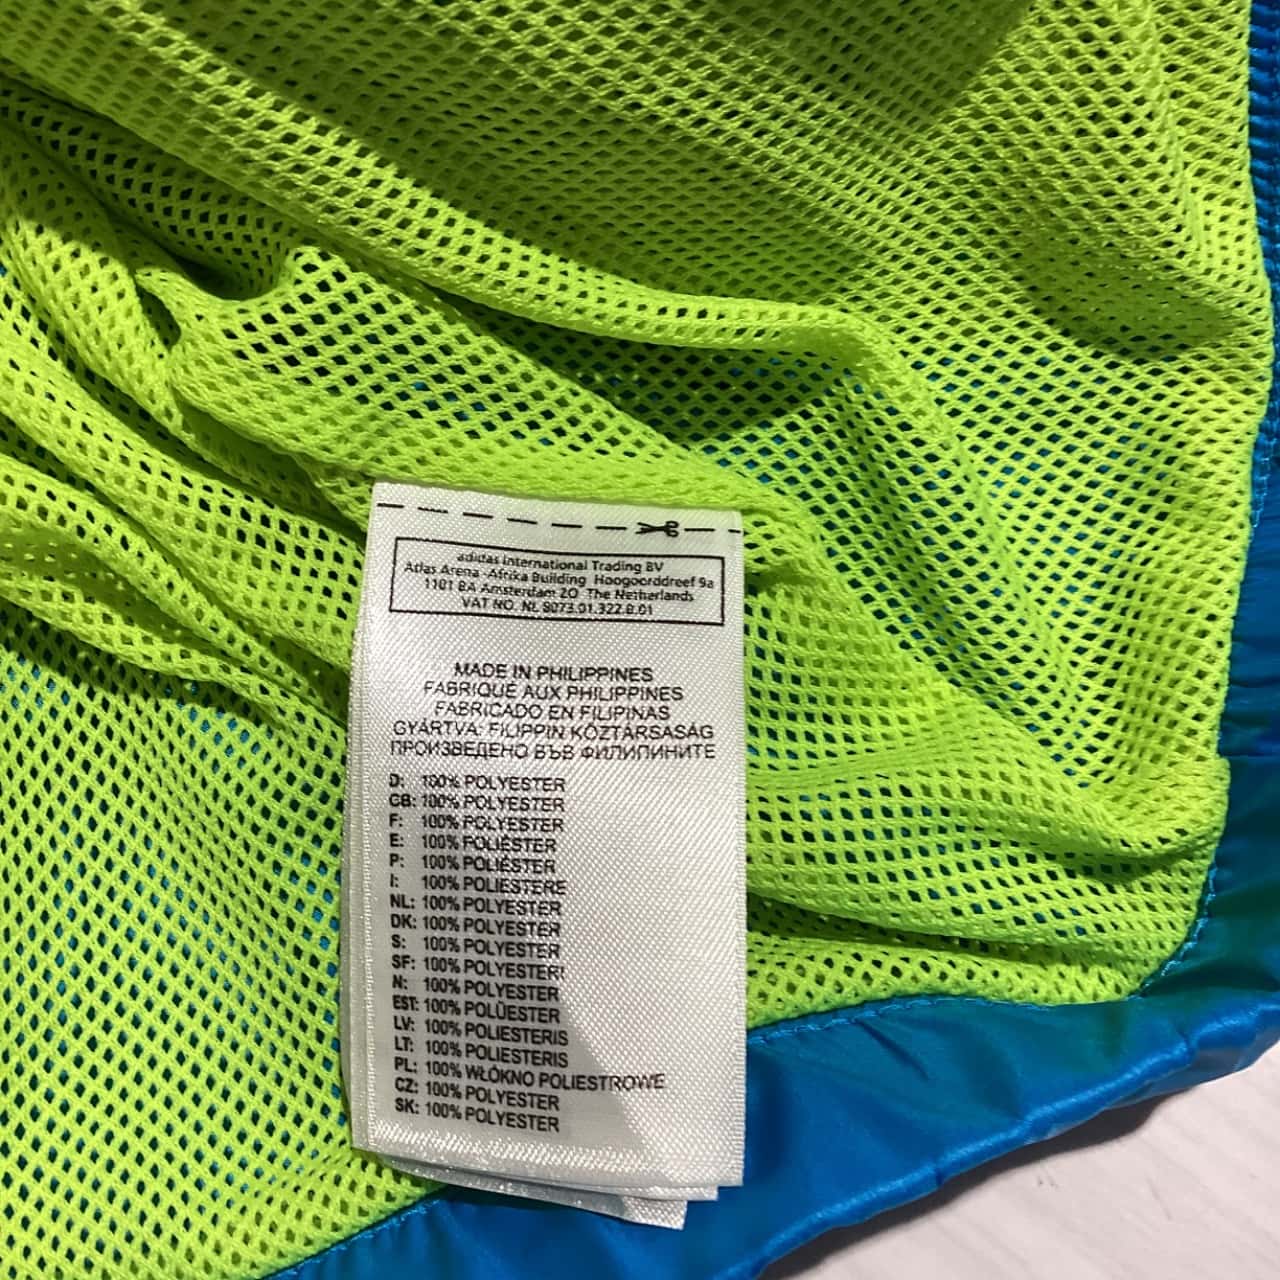 adidas International Trading BV
Atlas Arena -Afrika Building Hoogoorddreef 9a
1101 BA Amsterdam ZO The Netherlands
VAT NO. NL 8073.01.322.B.01
MADE IN PHILIPPINES
FABRIQUÉ AUX PHILIPPINES
FABRICADO EN FILIPINAS
GYÁRTVA: FILIPPIN KÖZTÁRSASÁG
ПРОИЗВЕДЕНО ВЪВ ФИЛИПИНИТЕ
D: 100% POLYESTER
GB: 100% POLYESTER
F: 100% POLYESTER
E: 100% POLIÉSTER
P: 100% POLIÉSTER
I: 100% POLIESTERE
NL: 100% POLYESTER
DK: 100% POLYESTER
S: 100% POLYESTER
SF: 100% POLYESTERI
N: 100% POLYESTER
EST: 100% POLÜESTER
LV: 100% POLIESTERIS
LT: 100% POLIESTERIS
PL: 100% WŁÓKNO POLIESTROWE
CZ: 100% POLYESTER
SK: 100% POLYESTER